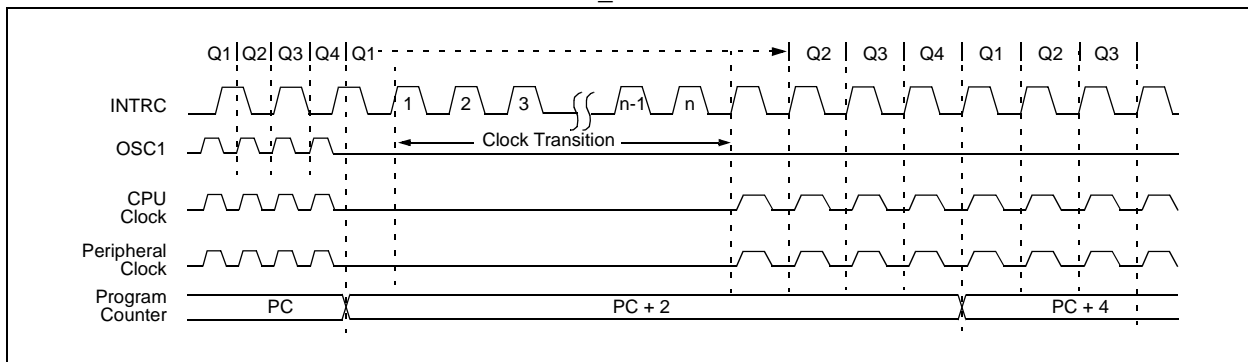 Q1 Q2 Q3 Q4 Q1 Q2 Q3 Q4 Q1 Q2 Q3
INTRC 1 2 3 n-1 n
OSC1 Clock Transition
CPU
Clock
Peripheral
Clock
Program
Counter
PC PC + 2 PC + 4